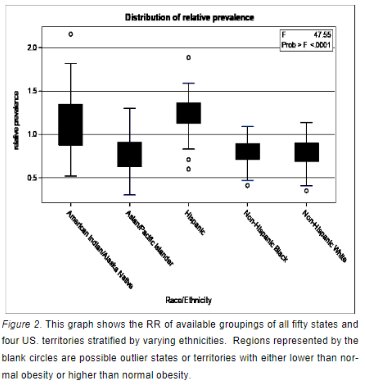 Distribution of relative prevalence
F 47.55
Prob > F <.0001
relative prevalence
2.0
1.5
1.0
0.5
American Indian/Alaska Native
Asian/Pacific Islander
Hispanic
Non-Hispanic Black
Non-Hispanic White
Race/Ethnicity
Figure 2. This graph shows the RR of available groupings of all fifty states and
four US. territories stratified by varying ethnicities. Regions represented by the
blank circles are possible outlier states or territories with either lower than nor-
mal obesity or higher than normal obesity.